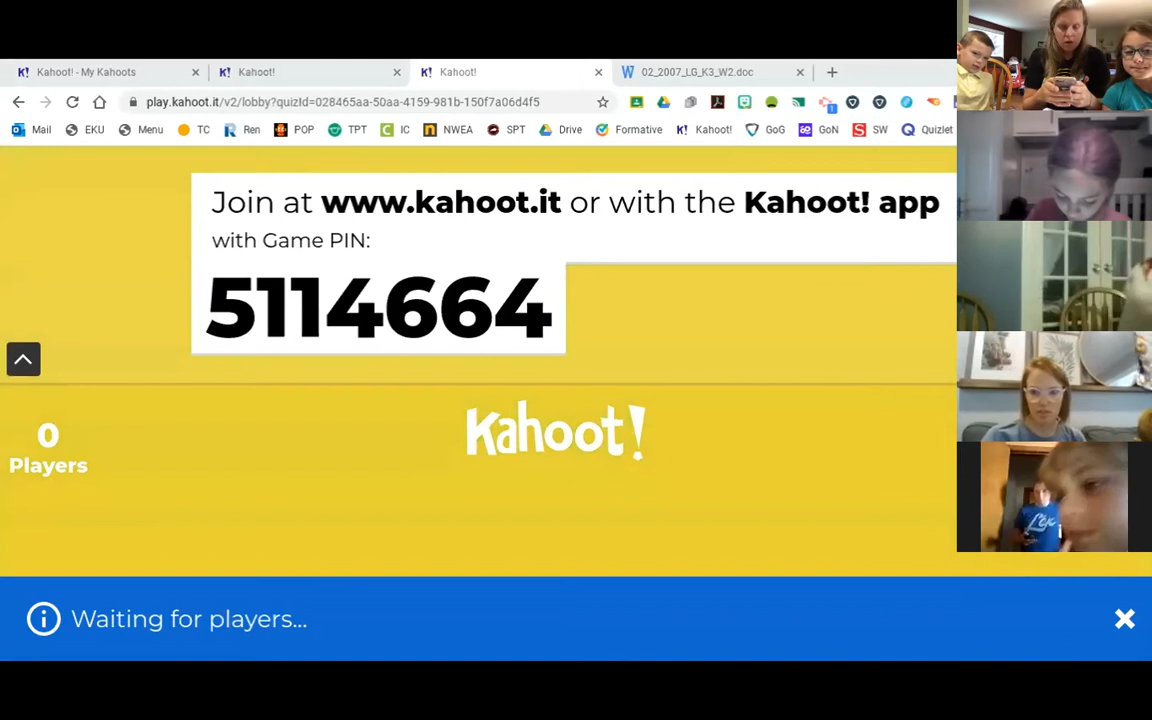 Kahoot! - My Kahoots
Kahoot!
Kahoot!
02_2007_LG_K3_W2.doc
play.kahoot.it/v2/lobby?quizId=028465aa-50aa-4159-981b-150f7a06d4f5
Mail EKU Menu TC Ren POP TPT IC NWEA SPT Drive Formative Kahoot! GoG GoN SW Quizlet
Join at www.kahoot.it or with the Kahoot! app
with Game PIN:
5114664
0
Players
Kahoot!
Waiting for players...